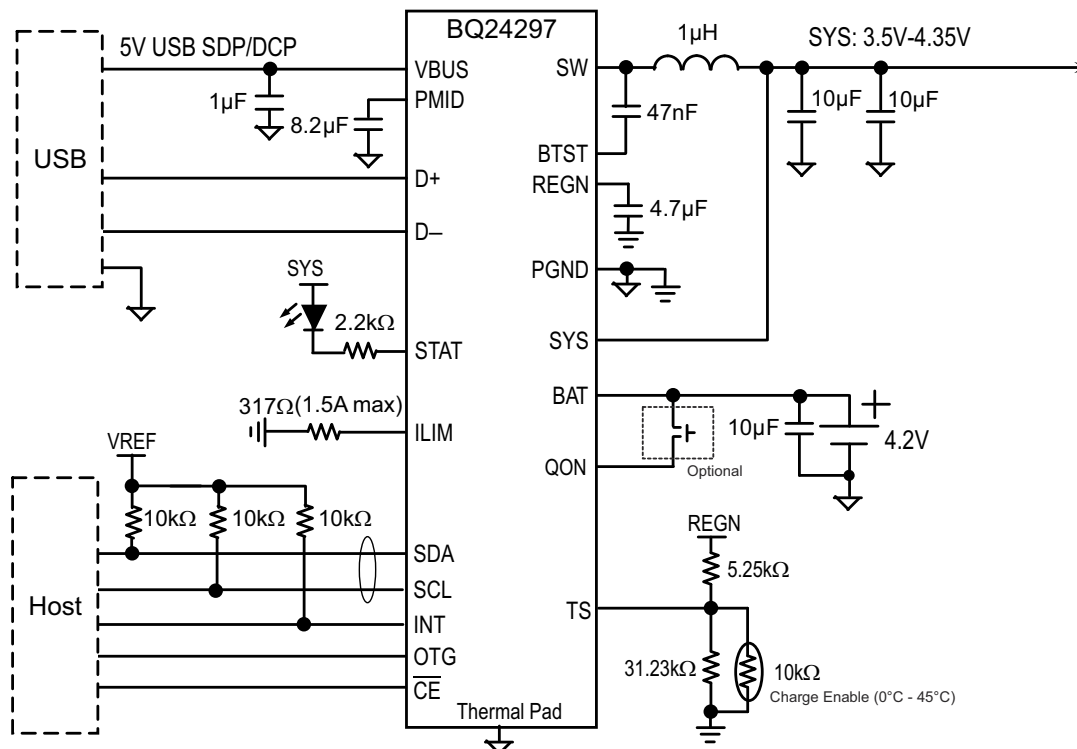 BQ24297
5V USB SDP/DCP
VBUS
1µF
PMID
8.2µF
USB
D+
D–
SYS
2.2kΩ
STAT
317Ω(1.5A max)
ILIM
VREF
10kΩ
10kΩ
10kΩ
SDA
SCL
Host
INT
OTG
CE
Thermal Pad
SW
1µH
SYS: 3.5V-4.35V
47nF
10µF
10µF
BTST
REGN
4.7µF
PGND
SYS
BAT
+
10µF
4.2V
QON
Optional
REGN
5.25kΩ
TS
31.23kΩ
10kΩ
Charge Enable (0°C - 45°C)